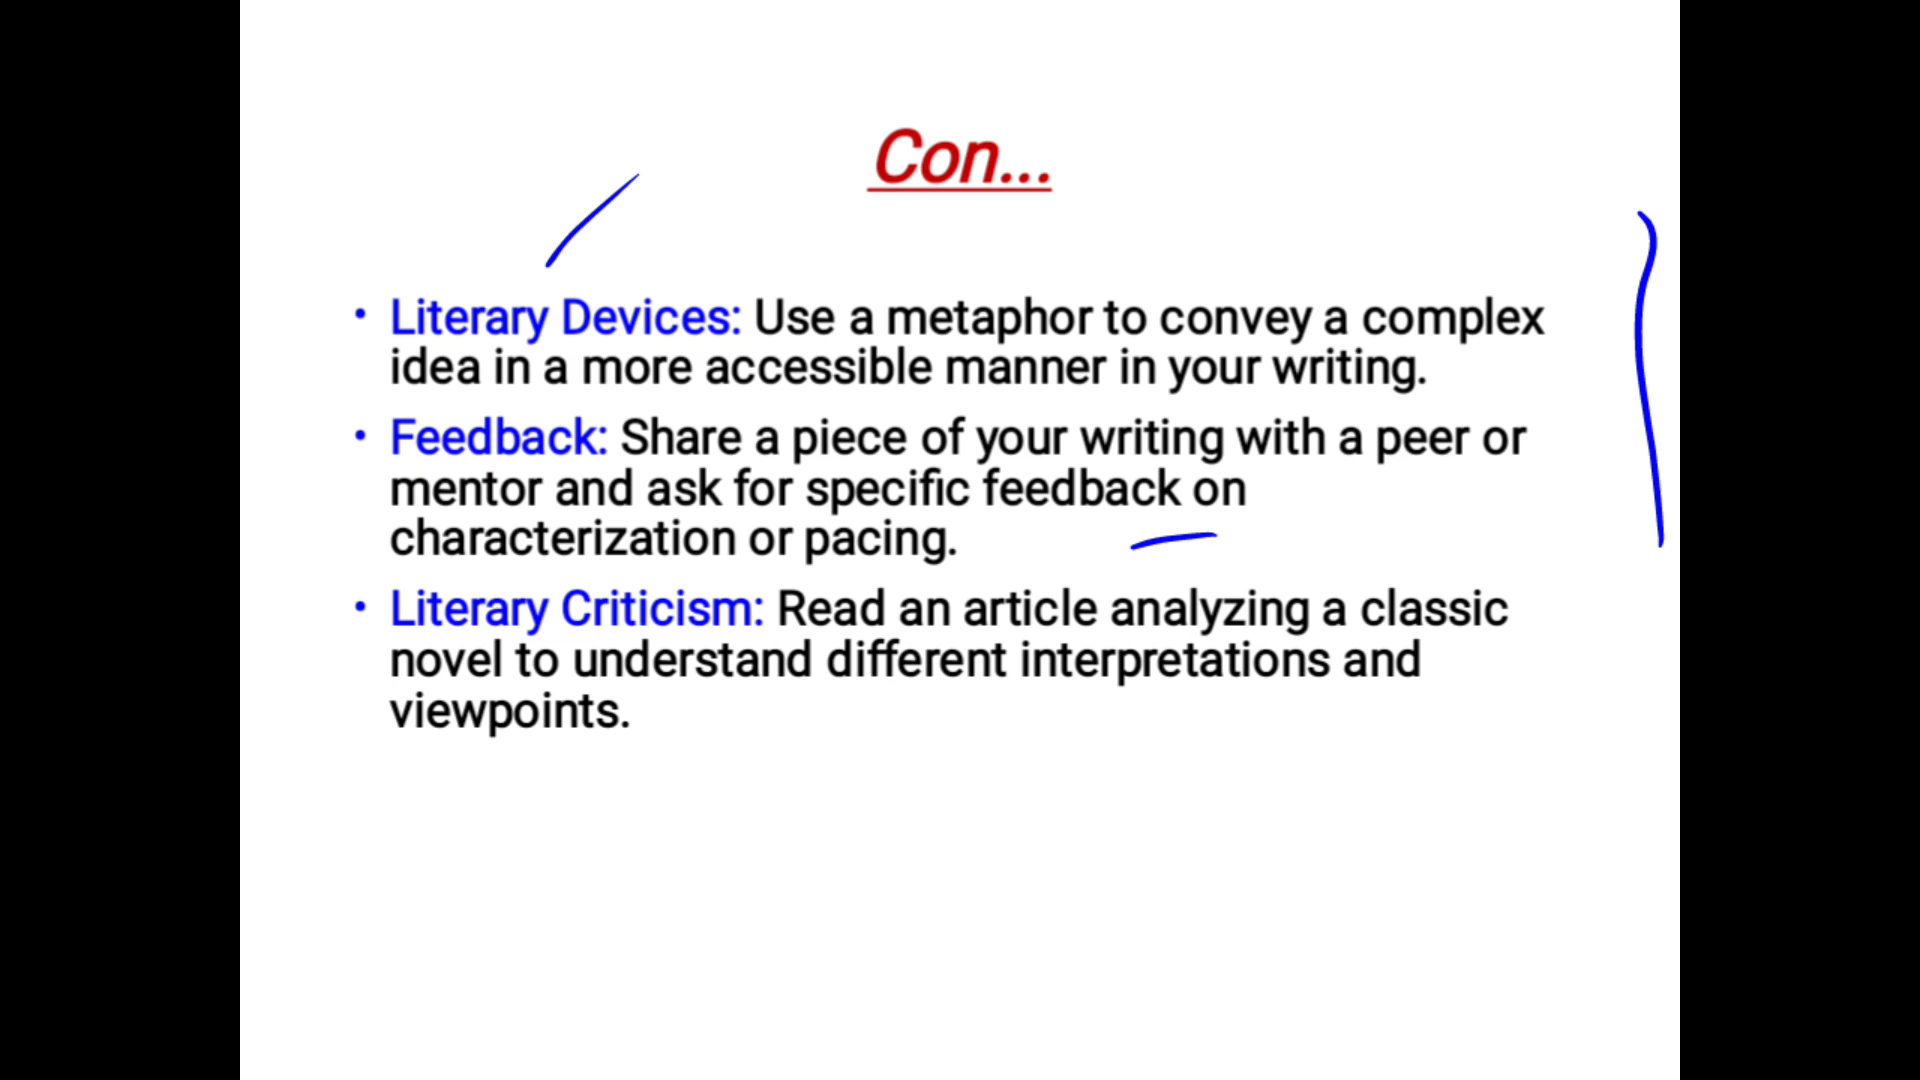 Con...
• Literary Devices: Use a metaphor to convey a complex
idea in a more accessible manner in your writing.
• Feedback: Share a piece of your writing with a peer or
mentor and ask for specific feedback on
characterization or pacing.
• Literary Criticism: Read an article analyzing a classic
novel to understand different interpretations and
viewpoints.